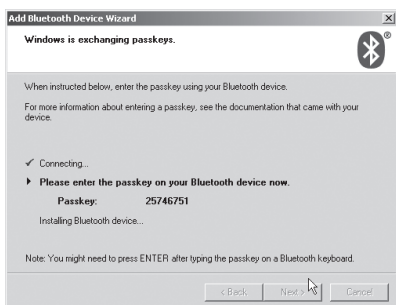 Add Bluetooth Device Wizard
Windows is exchanging passkeys.
®
When instructed below, enter the passkey using your Bluetooth device.
For more information about entering a passkey, see the documentation that came with your
device.
Connecting...
Please enter the passkey on your Bluetooth device now.
Passkey: 25746751
Installing Bluetooth device...
Note: You might need to press ENTER after typing the passkey on a Bluetooth keyboard.
< Back Next > Cancel